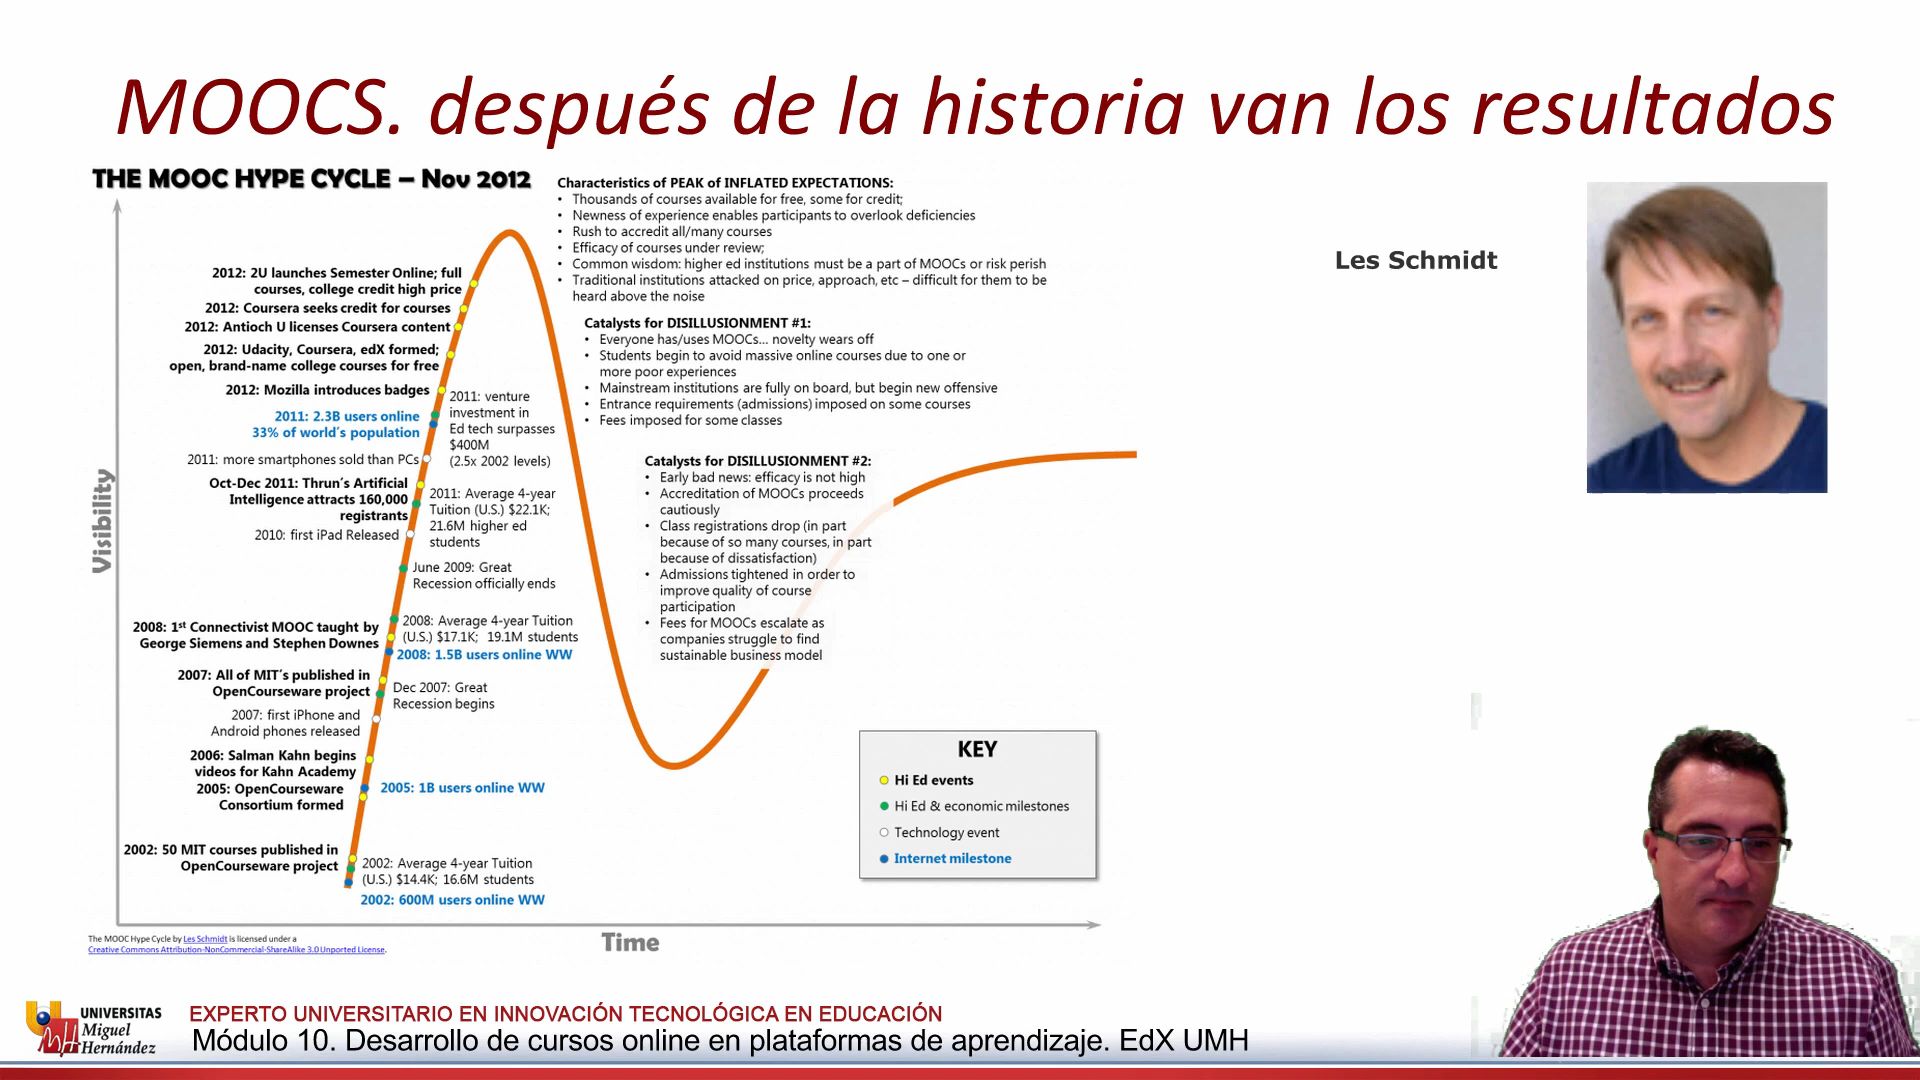 MOOCS. después de la historia van los resultados
THE MOOC HYPE CYCLE – Nov 2012
Characteristics of PEAK of INFLATED EXPECTATIONS:
• Thousands of courses available for free, some for credit;
• Newness of experience enables participants to overlook deficiencies
• Rush to accredit all/many courses
• Efficacy of courses under review;
• Common wisdom: higher ed institutions must be a part of MOOCs or risk perish
• Traditional institutions attacked on price, approach, etc – difficult for them to be
heard above the noise
Les Schmidt
Catalysts for DISILLUSIONMENT #1:
• Everyone has/uses MOOCs... novelty wears off
• Students begin to avoid massive online courses due to one or
more poor experiences
• Mainstream institutions are fully on board, but begin new offensive
• Entrance requirements (admissions) imposed on some courses
• Fees imposed for some classes
Catalysts for DISILLUSIONMENT #2:
• Early bad news: efficacy is not high
• Accreditation of MOOCs proceeds
cautiously
• Class registrations drop (in part
because of so many courses, in part
because of dissatisfaction)
• Admissions tightened in order to
improve quality of course
participation
• Fees for MOOCs escalate as
companies struggle to find
sustainable business model
2012: 2U launches Semester Online; full
courses, college credit high price
2012: Coursera seeks credit for courses
2012: Antioch U licenses Coursera content
2012: Udacity, Coursera, edX formed;
open, brand-name college courses for free
2012: Mozilla introduces badges
2011: 2.3B users online
33% of world's population
2011: more smartphones sold than PCs
Oct-Dec 2011: Thrun's Artificial
Intelligence attracts 160,000
registrants
2010: first iPad Released
2008: 1st Connectivist MOOC taught by
George Siemens and Stephen Downes
2007: All of MIT's published in
OpenCourseware project
2007: first iPhone and
Android phones released
2006: Salman Kahn begins
videos for Kahn Academy
2005: OpenCourseware
Consortium formed
2002: 50 MIT courses published in
OpenCourseware project
2011: venture
investment in
Ed tech surpasses
$400M
(2.5x 2002 levels)
2011: Average 4-year
Tuition (U.S.) $22.1K;
21.6M higher ed
students
June 2009: Great
Recession officially ends
2008: Average 4-year Tuition
(U.S.) $17.1K; 19.1M students
2008: 1.5B users online WW
Dec 2007: Great
Recession begins
2005: 1B users online WW
2002: Average 4-year Tuition
(U.S.) $14.4K; 16.6M students
2002: 600M users online WW
Visibility
Time
KEY
Hi Ed events
Hi Ed & economic milestones
Technology event
Internet milestone
The MOOC Hype Cycle by Les Schmidt is licensed under a
Creative Commons Attribution-NonCommercial-ShareAlike 3.0 Unported License.
UNIVERSITAS
Miguel
Hernández
EXPERTO UNIVERSITARIO EN INNOVACIÓN TECNOLÓGICA EN EDUCACIÓN
Módulo 10. Desarrollo de cursos online en plataformas de aprendizaje. EdX UMH